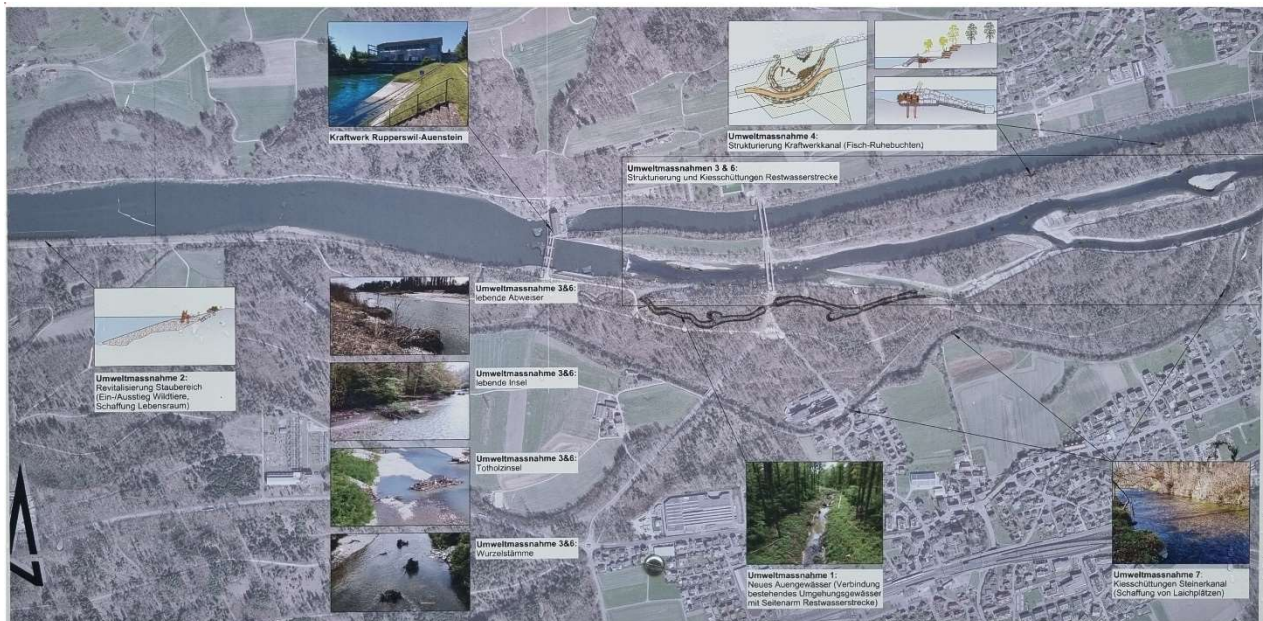 Kraftwerk Rupperswil-Auenstein
Umweltmassnahme 4:
Strukturierung Kraftwerkkanal (Fisch-Ruhebuchten)
Umweltmassnahmen 3 & 6:
Strukturierung und Kiesschüttungen Restwasserstrecke
Umweltmassnahme 2:
Revitalisierung Staubereich
(Ein-/Ausstieg Wildtiere,
Schaffung Lebensraum)
Umweltmassnahme 3&6:
lebende Abweiser
Umweltmassnahme 3&6:
lebende Insel
Umweltmassnahme 3&6:
Totholzinsel
Umweltmassnahme 3&6:
Wurzelstämme
Umweltmassnahme 1:
Neues Auengewässer (Verbindung
bestehendes Umgehungsgewässer
mit Seitenarm Restwasserstrecke)
Umweltmassnahme 7:
Kiesschüttungen Steinerkanal
(Schaffung von Laichplätzen)